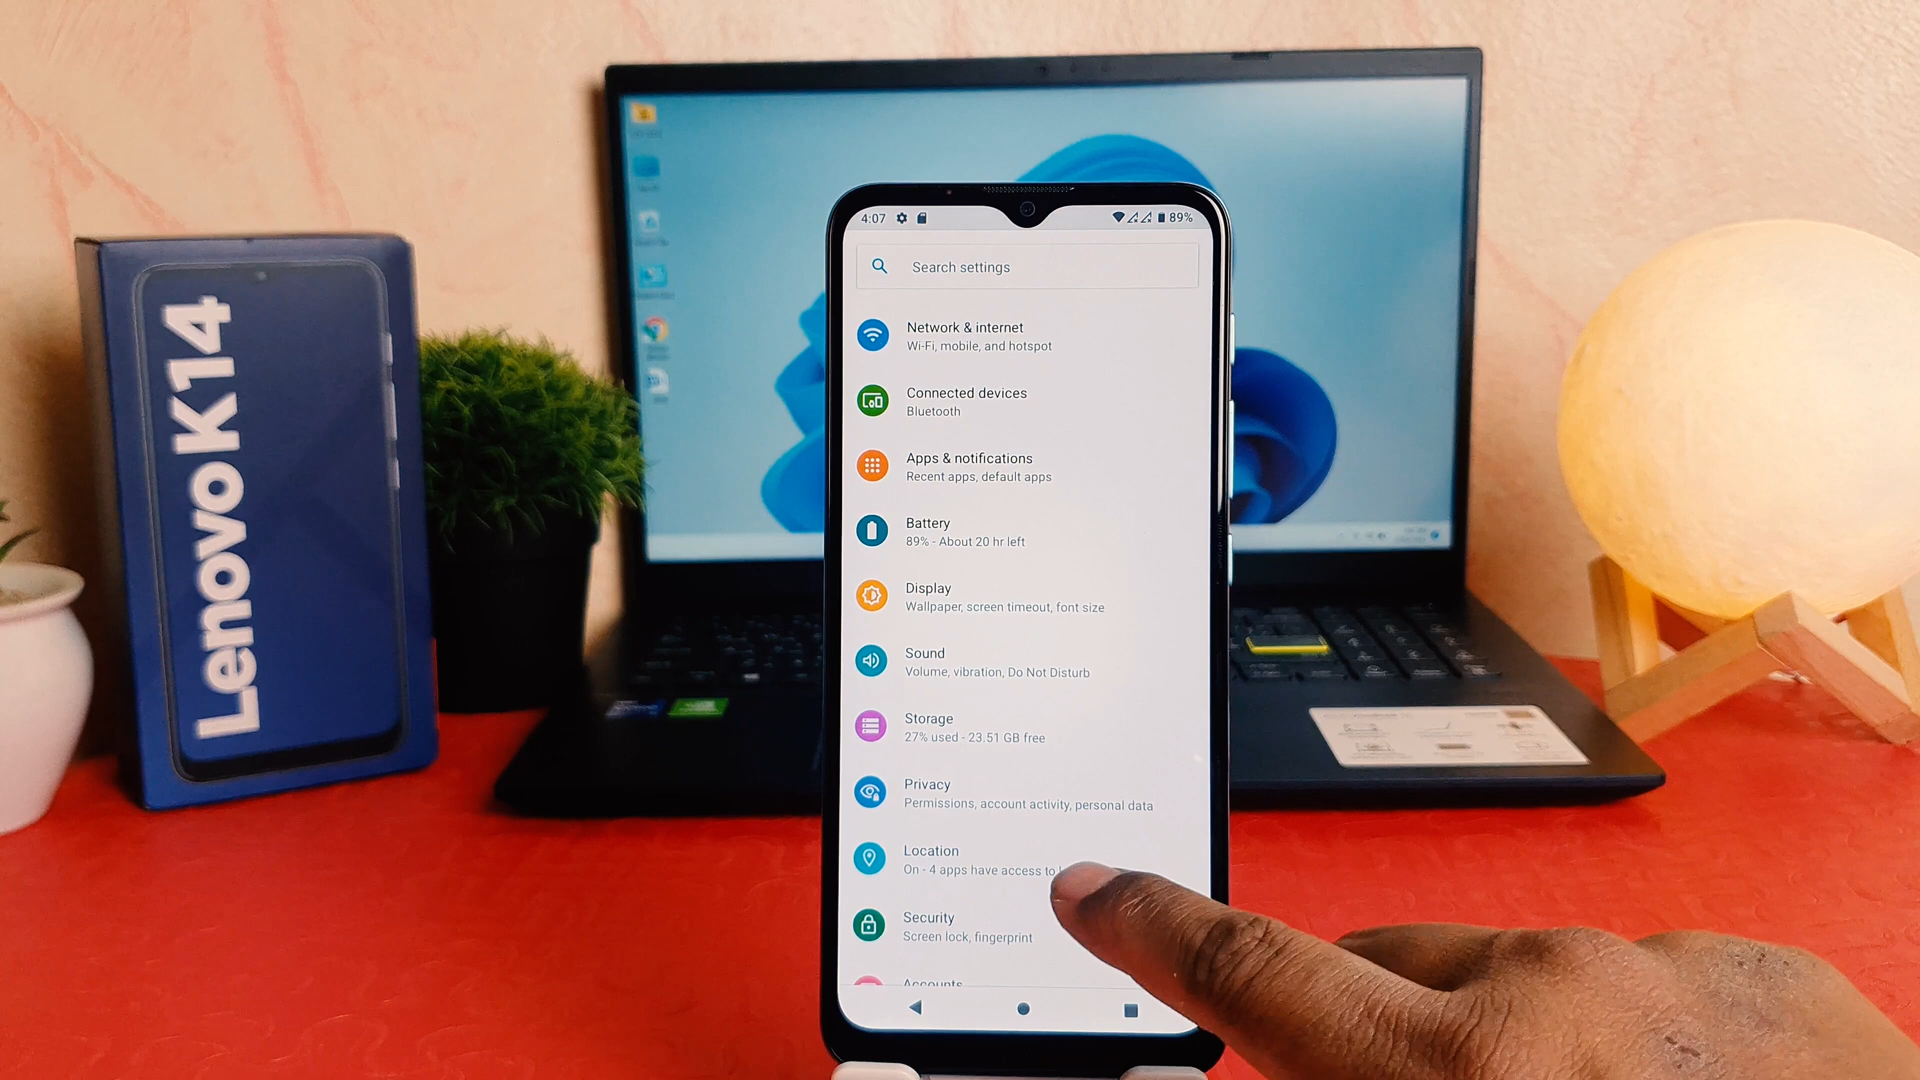 Lenovo K14
4:07
89%
Search settings
Network & internet
Wi-Fi, mobile, and hotspot
Connected devices
Bluetooth
Apps & notifications
Recent apps, default apps
Battery
89% - About 20 hr left
Display
Wallpaper, screen timeout, font size
Sound
Volume, vibration, Do Not Disturb
Storage
27% used - 23.51 GB free
Privacy
Permissions, account activity, personal data
Location
On - 4 apps have access to
Security
Screen lock, fingerprint
Accounts